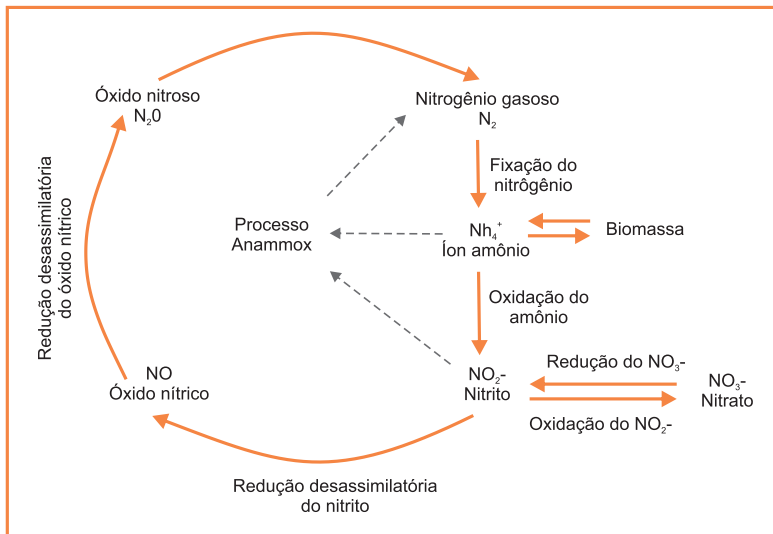 Óxido nitroso
N₂0
Nitrogênio gasoso
N₂
Fixação do
nitrôgênio
Processo
Anammox
Nh₄⁺
Íon amônio
Biomassa
Redução desassimilatória
do óxido nítrico
Oxidação do
amônio
NO
Óxido nítrico
NO₂-
Nitrito
Redução do NO₃-
Oxidação do NO₂-
NO₃-
Nitrato
Redução desassimilatória
do nitrito